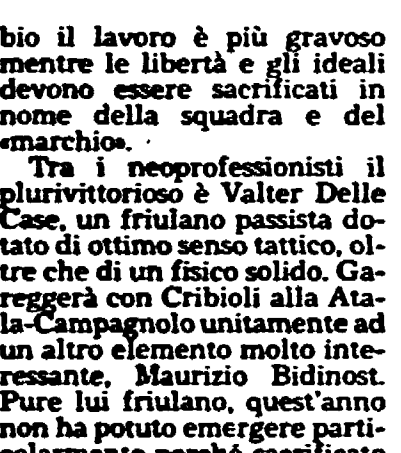 bio il lavoro è più gravoso
mentre le libertà e gli ideali
devono essere sacrificati in
nome della squadra e del
«marchio».
Tra i neoprofessionisti il
plurivittorioso è Valter Delle
Case, un friulano passista do-
tato di ottimo senso tattico, ol-
tre che di un fisico solido. Ga-
reggerà con Cribioli alla Ata-
la-Campagnolo unitamente ad
un altro elemento molto inte-
ressante, Maurizio Bidinost.
Pure lui friulano, quest'anno
non ha potuto emergere parti-
colarmente perché sacrificato